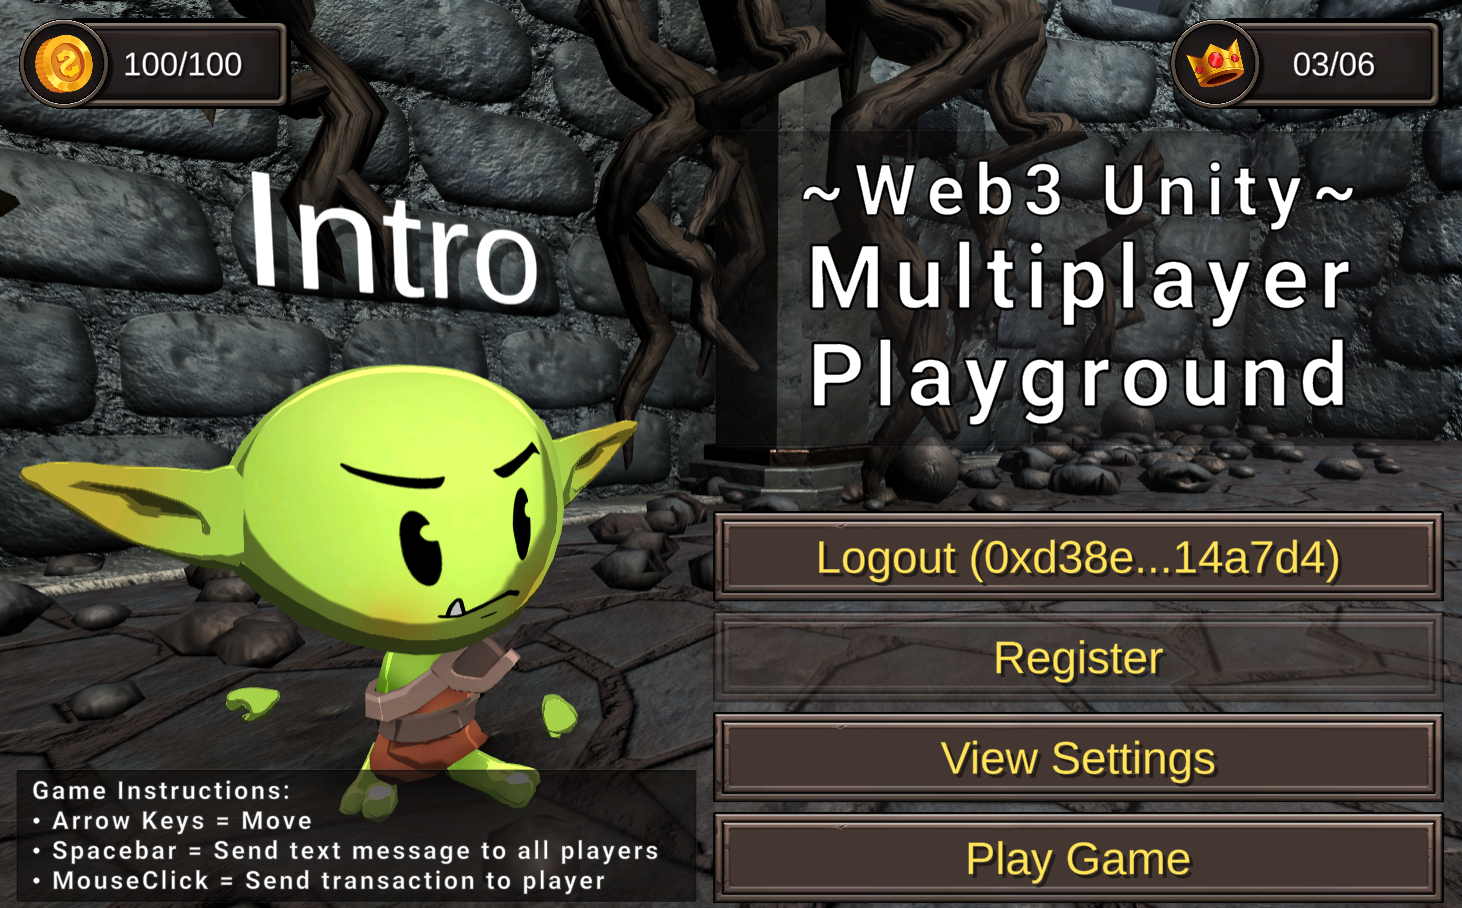 100/100
03/06
Intro
~Web3 Unity~
Multiplayer
Playground
Logout (0xd38e...14a7d4)
Register
View Settings
Play Game
Game Instructions:
• Arrow Keys = Move
• Spacebar = Send text message to all players
• MouseClick = Send transaction to player